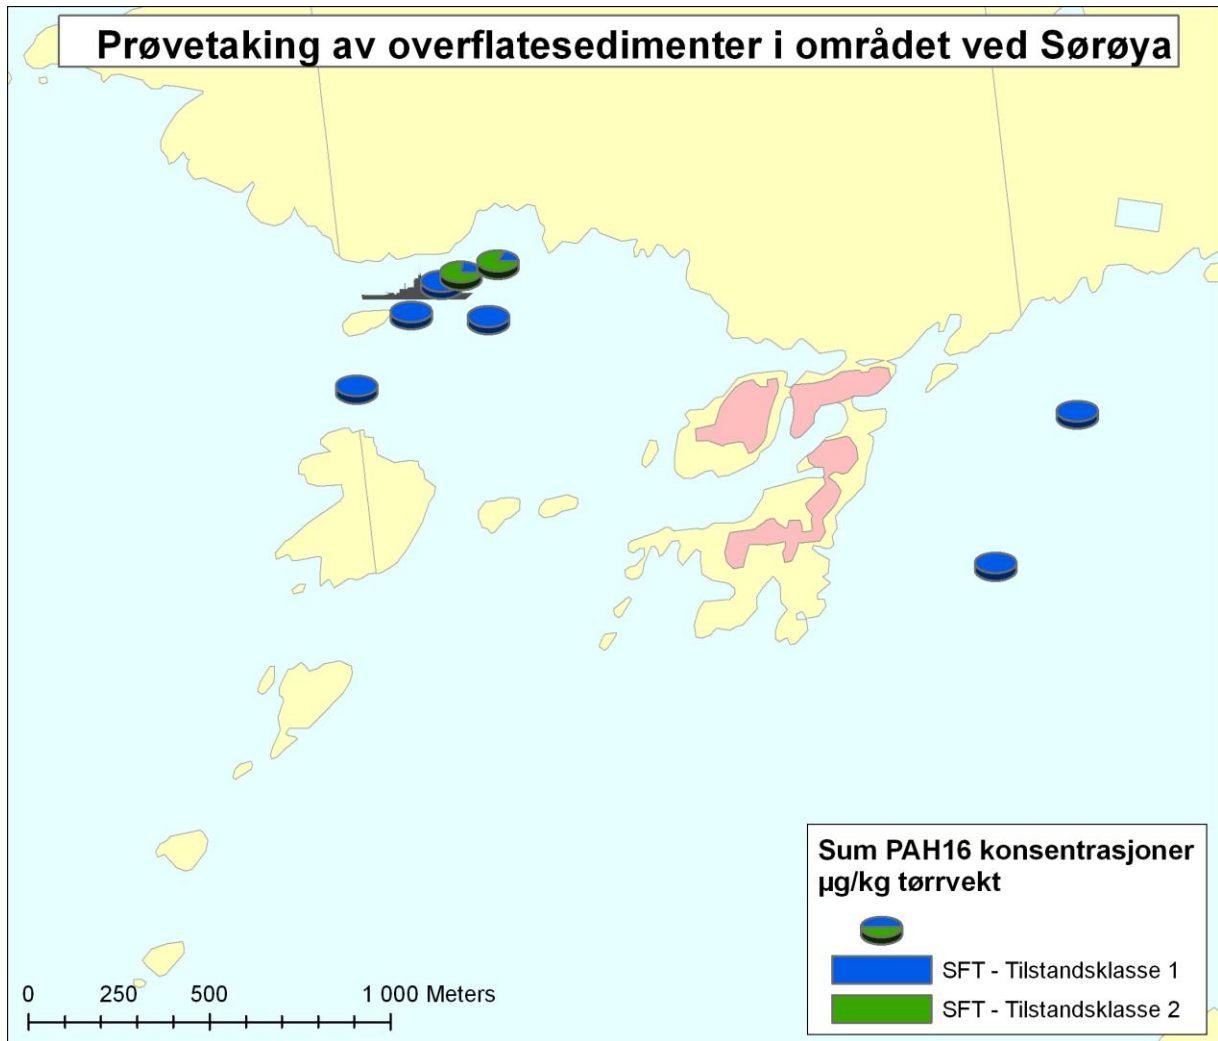 Prøvetaking av overflatesedimenter i området ved Sørøya
Sum PAH16 konsentrasjoner
µg/kg tørrvekt
SFT - Tilstandsklasse 1
SFT - Tilstandsklasse 2
0 250 500 1 000 Meters